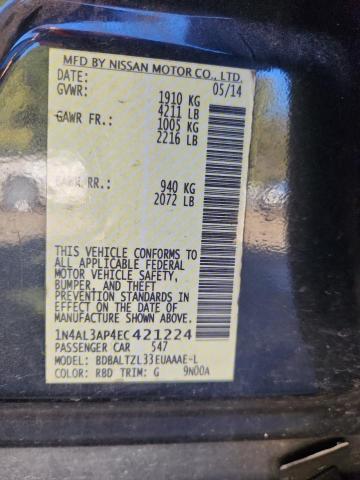 MFD BY NISSAN MOTOR CO., LTD.
DATE: 05/14
GVWR: 1910 KG
4211 LB
GAWR FR.: 1005 KG
2216 LB
GAWR RR.: 940 KG
2072 LB
THIS VEHICLE CONFORMS TO
ALL APPLICABLE FEDERAL
MOTOR VEHICLE SAFETY,
BUMPER, AND THEFT
PREVENTION STANDARDS IN
EFFECT ON THE DATE OF
MANUFACTURE SHOWN ABOVE.
1N4AL3AP4EC421224
PASSENGER CAR 547
MODEL: BDBALTZL33EUAAAE-L
COLOR: RBD TRIM: G 9N00A